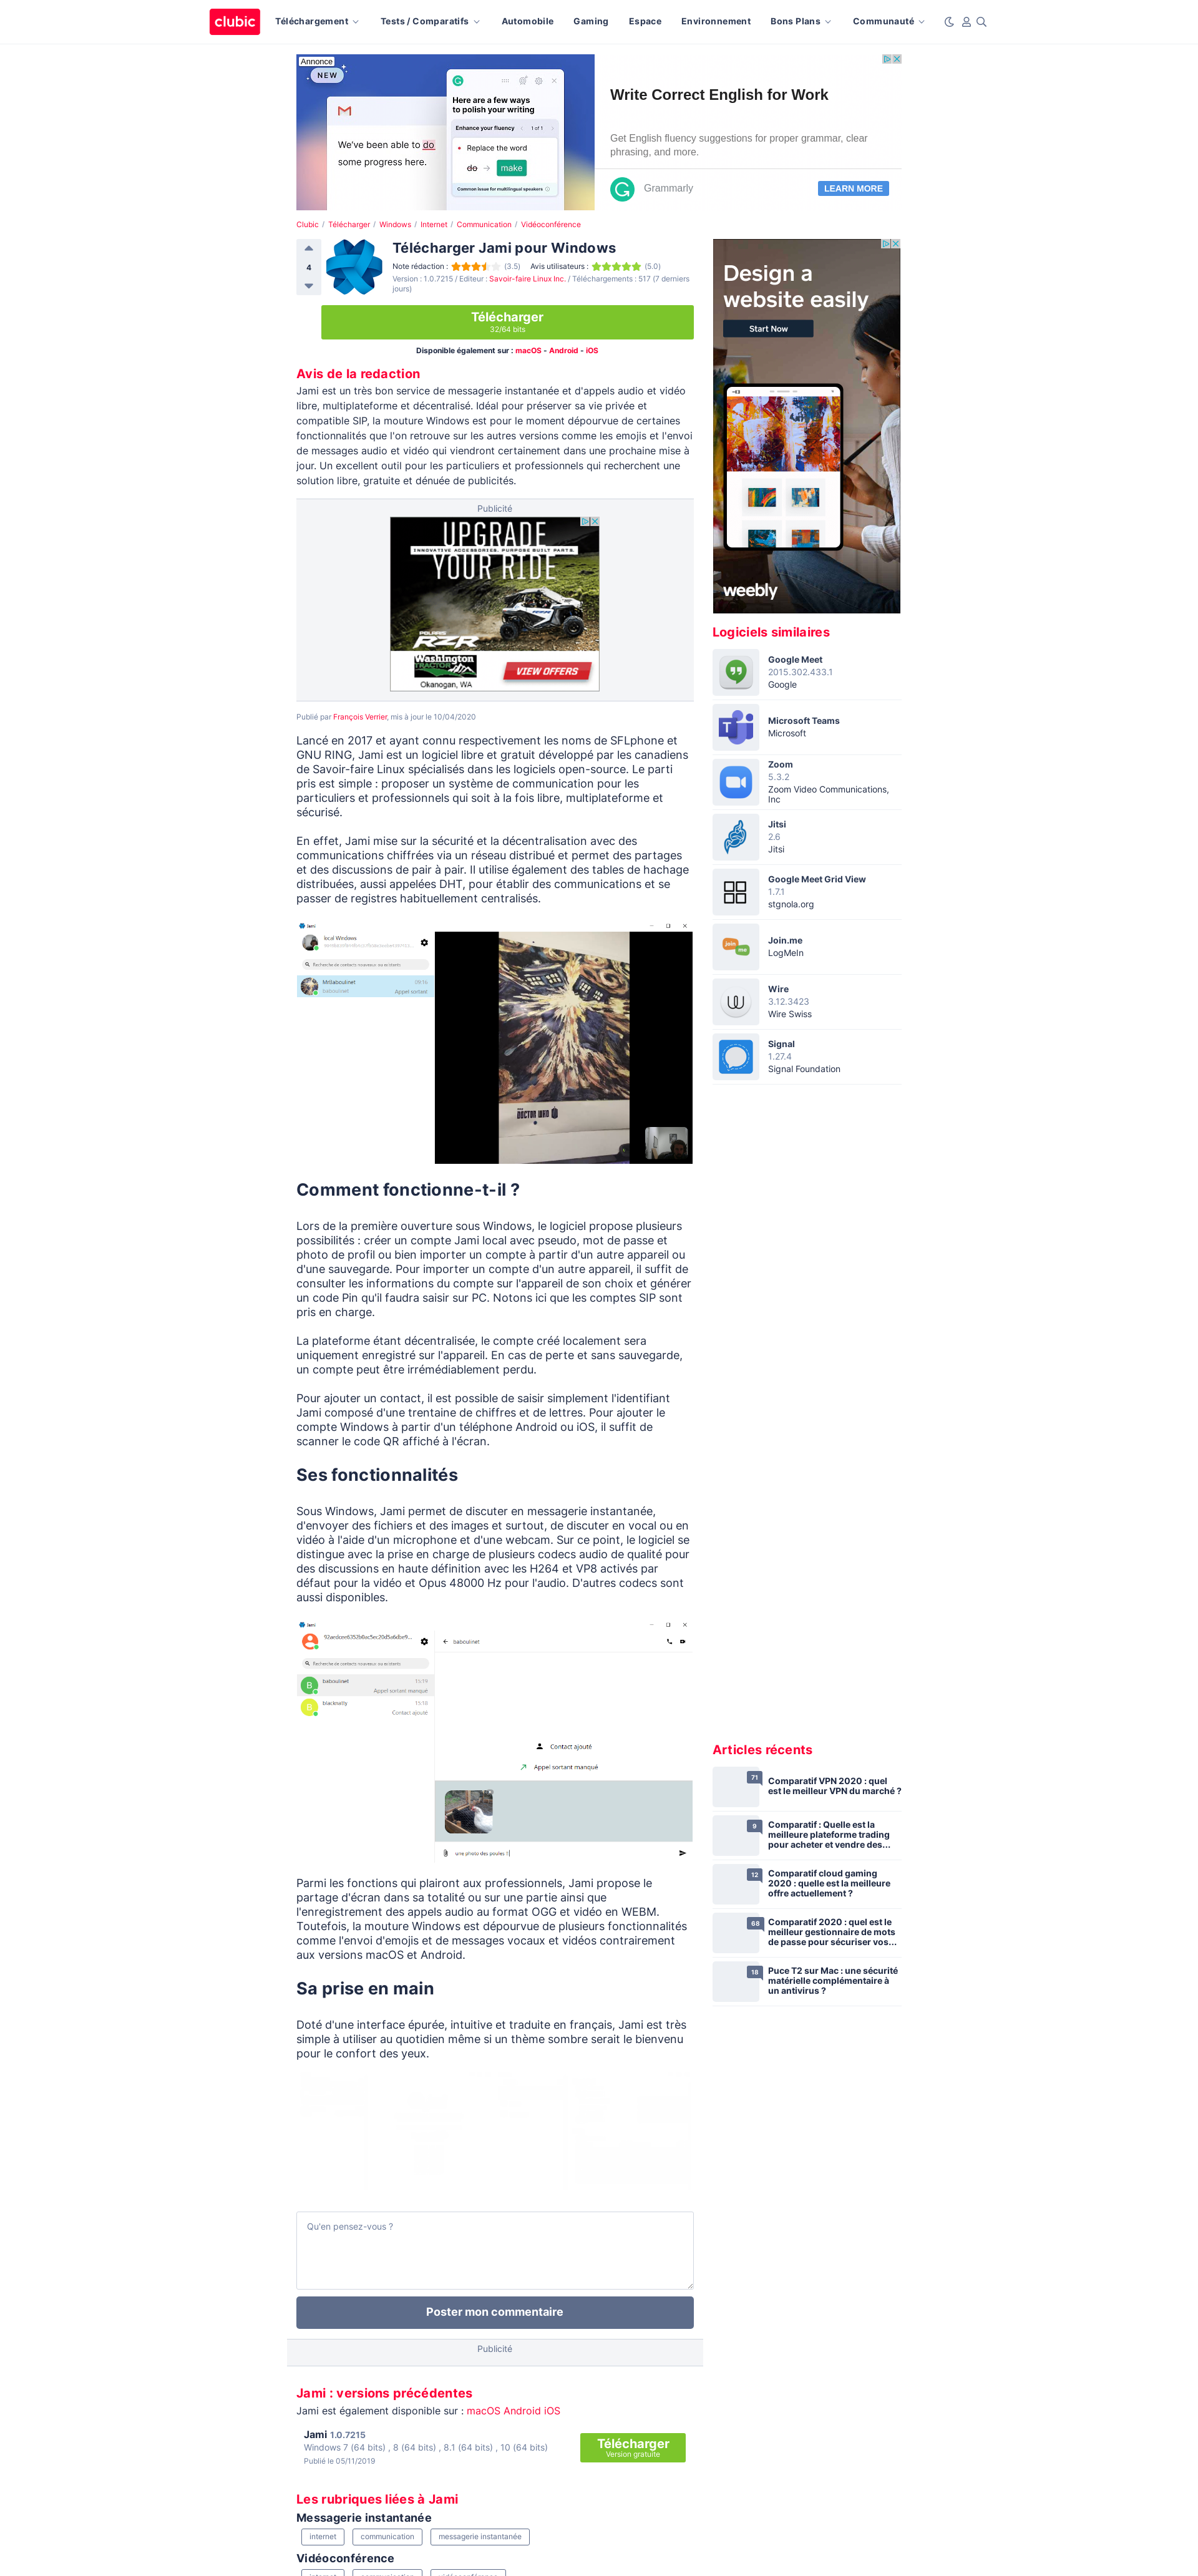 clubic
Téléchargement
Tests / Comparatifs
Automobile
Gaming
Espace
Environnement
Bons Plans
Communauté
Annonce
NEW
We've been able to do
some progress here.
Here are a few ways
to polish your writing
Enhance your fluency
1 of 1
Replace the word
do → make
Common issue for multilingual speakers
Write Correct English for Work
Get English fluency suggestions for proper grammar, clear
phrasing, and more.
Grammarly
LEARN MORE
Clubic / Télécharger / Windows / Internet / Communication / Vidéoconférence
4
Télécharger Jami pour Windows
Note rédaction : (3.5) Avis utilisateurs : (5.0)
Version : 1.0.7215 / Editeur : Savoir-faire Linux Inc. / Téléchargements : 517 (7 derniers
jours)
Télécharger
32/64 bits
Disponible également sur : macOS - Android - iOS
Avis de la redaction
Jami est un très bon service de messagerie instantanée et d'appels audio et vidéo
libre, multiplateforme et décentralisé. Idéal pour préserver sa vie privée et
compatible SIP, la mouture Windows est pour le moment dépourvue de certaines
fonctionnalités que l'on retrouve sur les autres versions comme les emojis et l'envoi
de messages audio et vidéo qui viendront certainement dans une prochaine mise à
jour. Un excellent outil pour les particuliers et professionnels qui recherchent une
solution libre, gratuite et dénuée de publicités.
Publicité
UPGRADE
INNOVATIVE ACCESSORIES. PURPOSE BUILT PARTS.
YOUR RIDE
POLARIS
RZR
Washington
TRACTOR
Okanogan, WA
VIEW OFFERS
Publié par François Verrier, mis à jour le 10/04/2020
Lancé en 2017 et ayant connu respectivement les noms de SFLphone et
GNU RING, Jami est un logiciel libre et gratuit développé par les canadiens
de Savoir-faire Linux spécialisés dans les logiciels open-source. Le parti
pris est simple : proposer un système de communication pour les
particuliers et professionnels qui soit à la fois libre, multiplateforme et
sécurisé.
En effet, Jami mise sur la sécurité et la décentralisation avec des
communications chiffrées via un réseau distribué et permet des partages
et des discussions de pair à pair. Il utilise également des tables de hachage
distribuées, aussi appelées DHT, pour établir des communications et se
passer de registres habituellement centralisés.
Jami
local Windows
Recherche de contacts nouveaux ou existants
Mrtlaboulinet
baboulinet
Appel sortant
DOCTOR WHO
Comment fonctionne-t-il ?
Lors de la première ouverture sous Windows, le logiciel propose plusieurs
possibilités : créer un compte Jami local avec pseudo, mot de passe et
photo de profil ou bien importer un compte à partir d'un autre appareil ou
d'une sauvegarde. Pour importer un compte d'un autre appareil, il suffit de
consulter les informations du compte sur l'appareil de son choix et générer
un code Pin qu'il faudra saisir sur PC. Notons ici que les comptes SIP sont
pris en charge.
La plateforme étant décentralisée, le compte créé localement sera
uniquement enregistré sur l'appareil. En cas de perte et sans sauvegarde,
un compte peut être irrémédiablement perdu.
Pour ajouter un contact, il est possible de saisir simplement l'identifiant
Jami composé d'une trentaine de chiffres et de lettres. Pour ajouter le
compte Windows à partir d'un téléphone Android ou iOS, il suffit de
scanner le code QR affiché à l'écran.
Ses fonctionnalités
Sous Windows, Jami permet de discuter en messagerie instantanée,
d'envoyer des fichiers et des images et surtout, de discuter en vocal ou en
vidéo à l'aide d'un microphone et d'une webcam. Sur ce point, le logiciel se
distingue avec la prise en charge de plusieurs codecs audio de qualité pour
des discussions en haute définition avec les H264 et VP8 activés par
défaut pour la vidéo et Opus 48000 Hz pour l'audio. D'autres codecs sont
aussi disponibles.
Jami
Recherche de contacts nouveaux ou existants
B
baboulinet
15:19
Appel sortant manqué
B
blacknelly
15:18
Contact ajouté
baboulinet
Contact ajouté
Appel sortant manqué
une photo des poules !
Parmi les fonctions qui plairont aux professionnels, Jami propose le
partage d'écran dans sa totalité ou sur une partie ainsi que
l'enregistrement des appels audio au format OGG et vidéo en WEBM.
Toutefois, la mouture Windows est dépourvue de plusieurs fonctionnalités
comme l'envoi d'emojis et de messages vocaux et vidéos contrairement
aux versions macOS et Android.
Sa prise en main
Doté d'une interface épurée, intuitive et traduite en français, Jami est très
simple à utiliser au quotidien même si un thème sombre serait le bienvenu
pour le confort des yeux.
Qu'en pensez-vous ?
Poster mon commentaire
Publicité
Jami : versions précédentes
Jami est également disponible sur : macOS Android iOS
Jami 1.0.7215
Windows 7 (64 bits) , 8 (64 bits) , 8.1 (64 bits) , 10 (64 bits)
Publié le 05/11/2019
Télécharger
Version gratuite
Les rubriques liées à Jami
Messagerie instantanée
internet
communication
messagerie instantanée
Vidéoconférence
Design a
website easily
Start Now
weebly
Logiciels similaires
Google Meet
2015.302.433.1
Google
Microsoft Teams
Microsoft
Zoom
5.3.2
Zoom Video Communications,
Inc
Jitsi
2.6
Jitsi
Google Meet Grid View
1.7.1
stgnola.org
join
me
Join.me
LogMeIn
Wire
3.12.3423
Wire Swiss
Signal
1.27.4
Signal Foundation
Articles récents
71
Comparatif VPN 2020 : quel
est le meilleur VPN du marché ?
9
Comparatif : Quelle est la
meilleure plateforme trading
pour acheter et vendre des...
12
Comparatif cloud gaming
2020 : quelle est la meilleure
offre actuellement ?
68
Comparatif 2020 : quel est le
meilleur gestionnaire de mots
de passe pour sécuriser vos...
18
Puce T2 sur Mac : une sécurité
matérielle complémentaire à
un antivirus ?